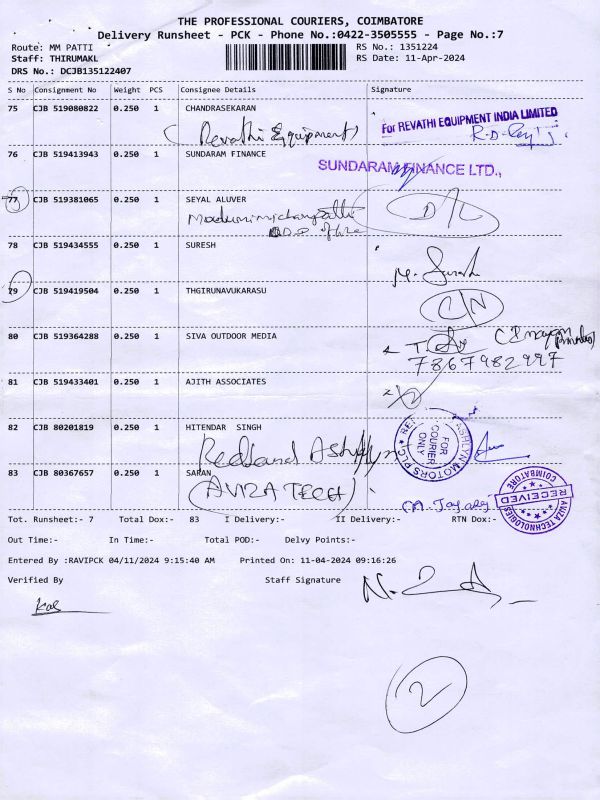 THE PROFESSIONAL COURIERS, COIMBATORE
Delivery Runsheet - PCK - Phone No.:0422-3505555 - Page No.:7
Route: MM PATTI RS No.: 1351224
Staff: THIRUMAKL RS Date: 11-Apr-2024
DRS No.: DCJB135122407
S No Consignment No Weight PCS Consignee Details Signature
75 CJB 519080822 0.250 1 CHANDRASEKARAN
(Revathi Equipment) For REVATHI EQUIPMENT INDIA LIMITED
76 CJB 519413943 0.250 1 SUNDARAM FINANCE
SUNDARAM FINANCE LTD.,
77 CJB 519381065 0.250 1 SEYAL ALUVER
D/L
78 CJB 519434555 0.250 1 SURESH
M. Suresh
79 CJB 519419504 0.250 1 THGIRUNAVUKARASU
C/N
80 CJB 519364288 0.250 1 SIVA OUTDOOR MEDIA
7867982997
81 CJB 519433401 0.250 1 AJITH ASSOCIATES
82 CJB 80201819 0.250 1 HITENDAR SINGH
FOR COURIER ONLY
83 CJB 80367657 0.250 1 SARAN
(AVIZA TECH)
RECEIVED
AVIZA TECHNOLOGIES
COIMBATORE
Tot. Runsheet:- 7 Total Dox:- 83 I Delivery:- II Delivery:- RTN Dox:-
Out Time:- In Time:- Total POD:- Delvy Points:-
Entered By :RAVIPCK 04/11/2024 9:15:40 AM Printed On: 11-04-2024 09:16:26
Verified By Staff Signature
2